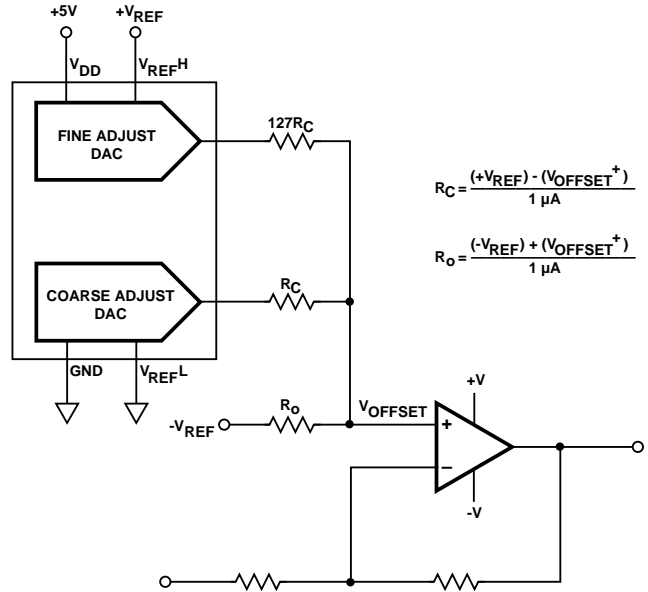 +5V
+VREF
VDD
VREFH
FINE ADJUST
DAC
127RC
RC = (+VREF) - (VOFFSET+)
1 µA
Ro = (-VREF) + (VOFFSET+)
1 µA
COARSE ADJUST
DAC
RC
GND
VREFL
-VREF
Ro
VOFFSET
+V
+
–
-V